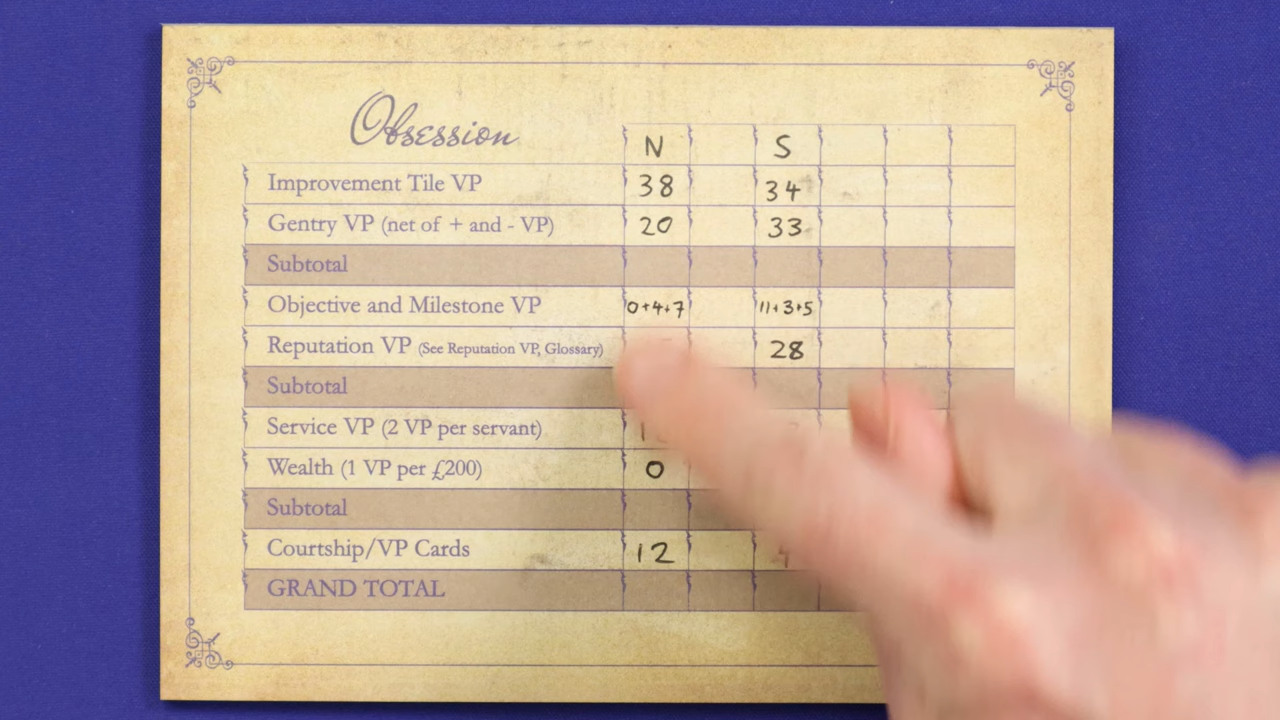 Obsession
N S
Improvement Tile VP 38 34
Gentry VP (net of + and - VP) 20 33
Subtotal
Objective and Milestone VP 0+4+7 11+3+5
Reputation VP (See Reputation VP, Glossary) 28
Subtotal
Service VP (2 VP per servant)
Wealth (1 VP per £200) 0
Subtotal
Courtship/VP Cards 12
GRAND TOTAL